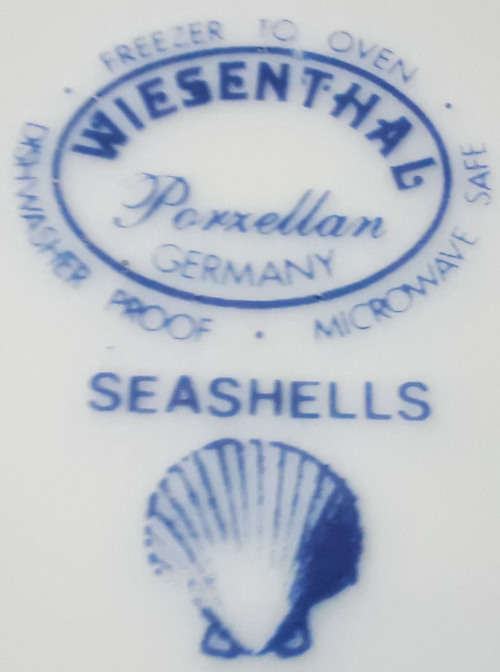 FREEZER TO OVEN
WIESENTHAL
Porzellan
GERMANY
DISHWASHER PROOF · MICROWAVE SAFE
SEASHELLS